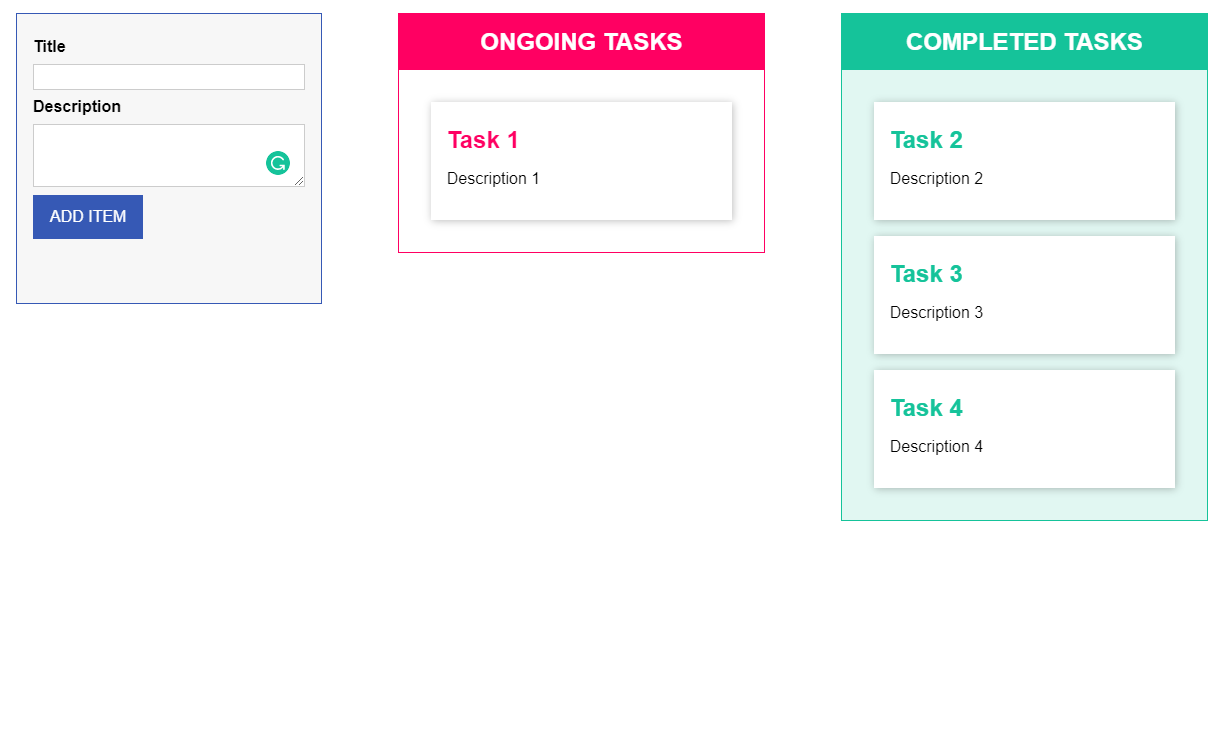 Title
Description
ADD ITEM
ONGOING TASKS
Task 1
Description 1
COMPLETED TASKS
Task 2
Description 2
Task 3
Description 3
Task 4
Description 4